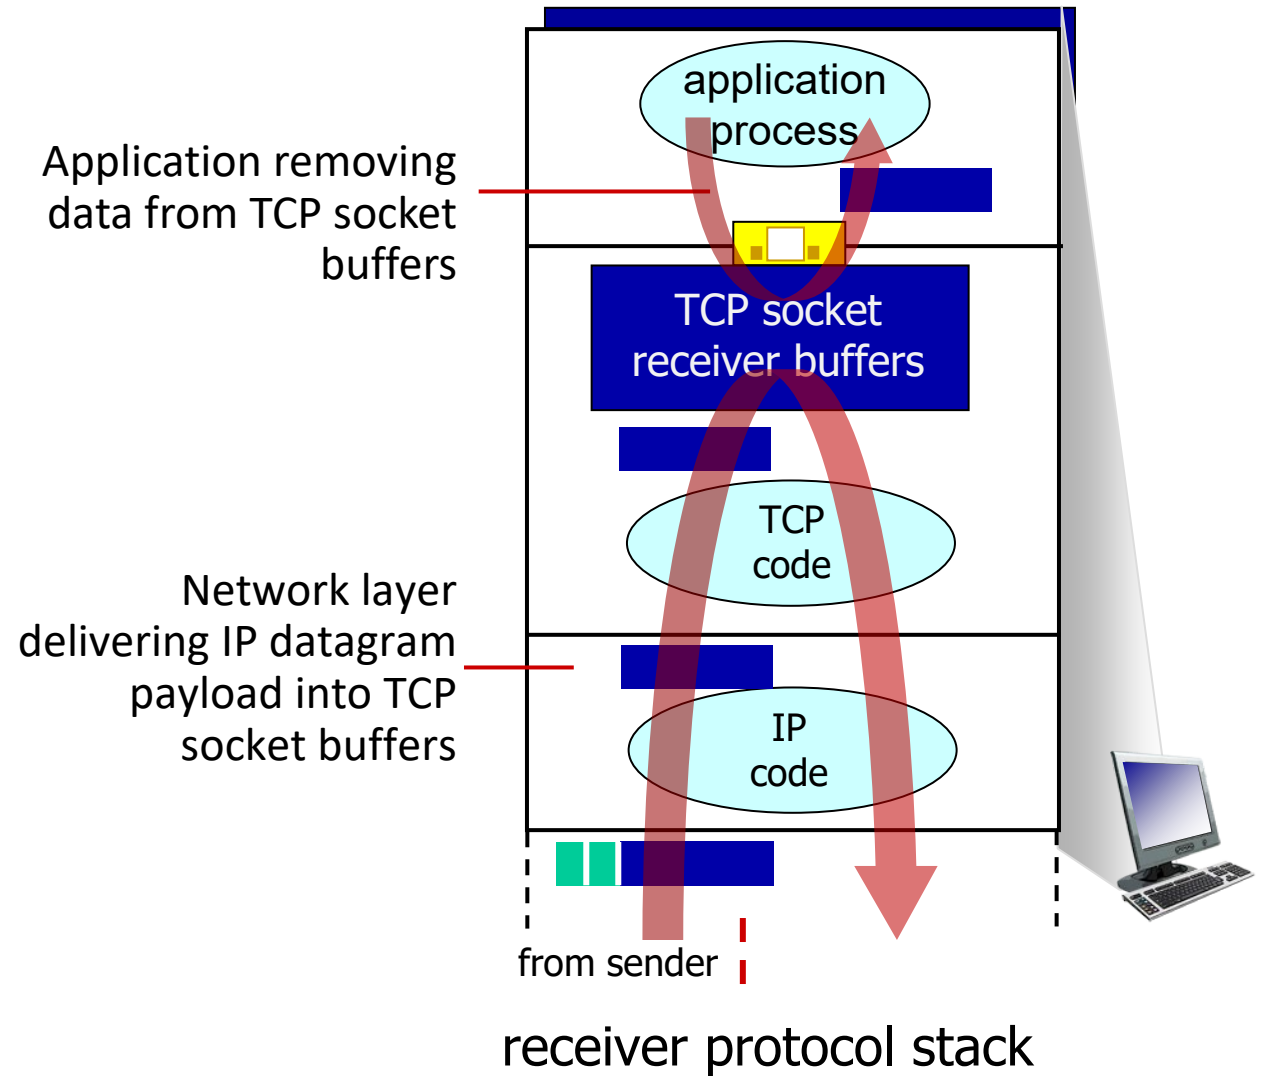 application
process
Application removing
data from TCP socket
buffers
TCP socket
receiver buffers
TCP
code
Network layer
delivering IP datagram
payload into TCP
socket buffers
IP
code
from sender
receiver protocol stack